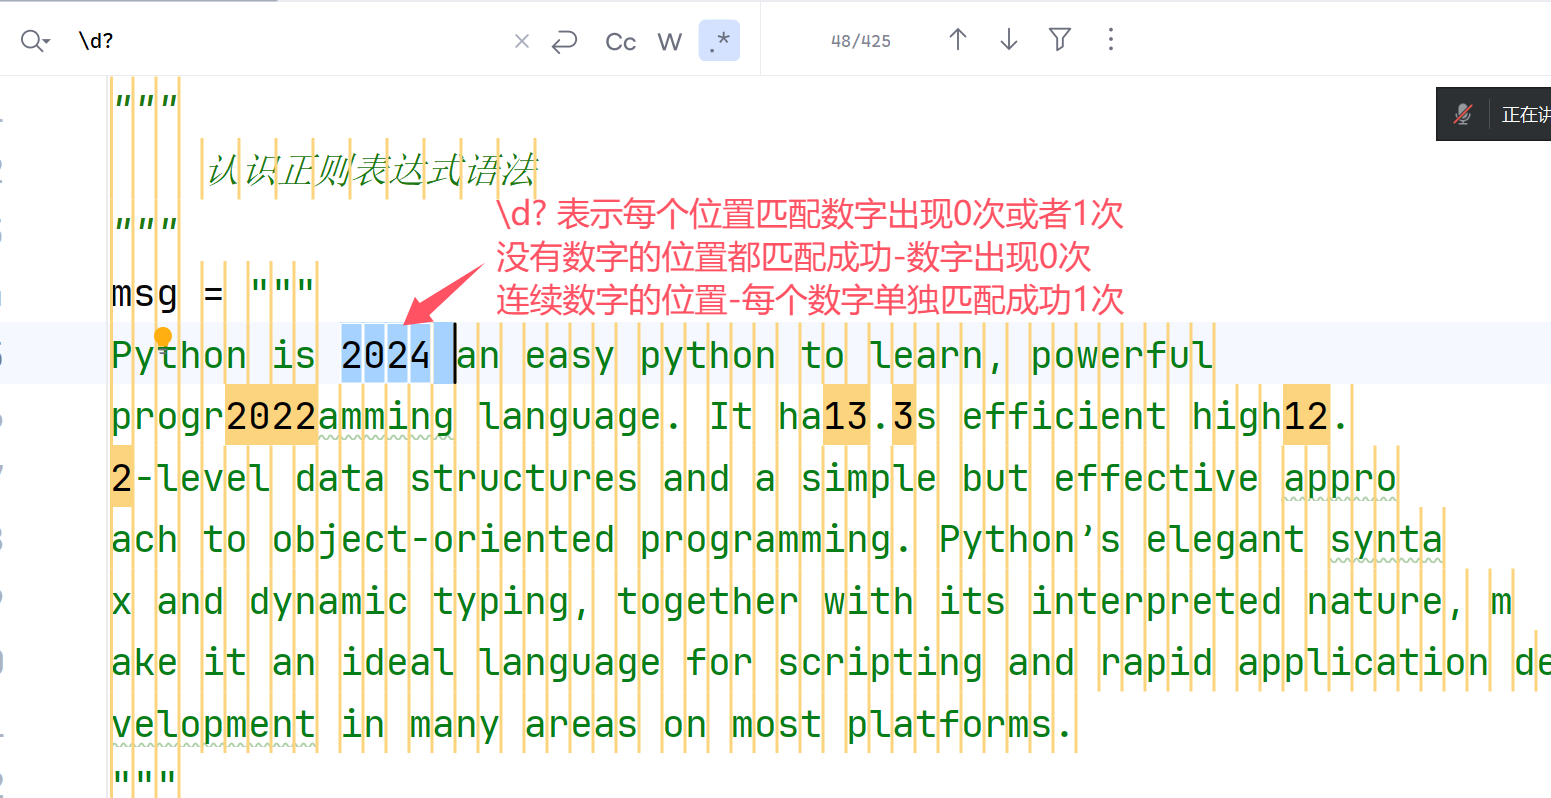 \d?
Cc W .* 48/425
"""
正在讲
认识正则表达式语法
"""
\d? 表示每个位置匹配数字出现0次或者1次
没有数字的位置都匹配成功-数字出现0次
连续数字的位置-每个数字单独匹配成功1次
msg = """
Python is 2024 an easy python to learn, powerful
progr2022amming language. It ha13.3s efficient high12.
2-level data structures and a simple but effective appro
ach to object-oriented programming. Python’s elegant synta
x and dynamic typing, together with its interpreted nature, m
ake it an ideal language for scripting and rapid application de
velopment in many areas on most platforms.
"""